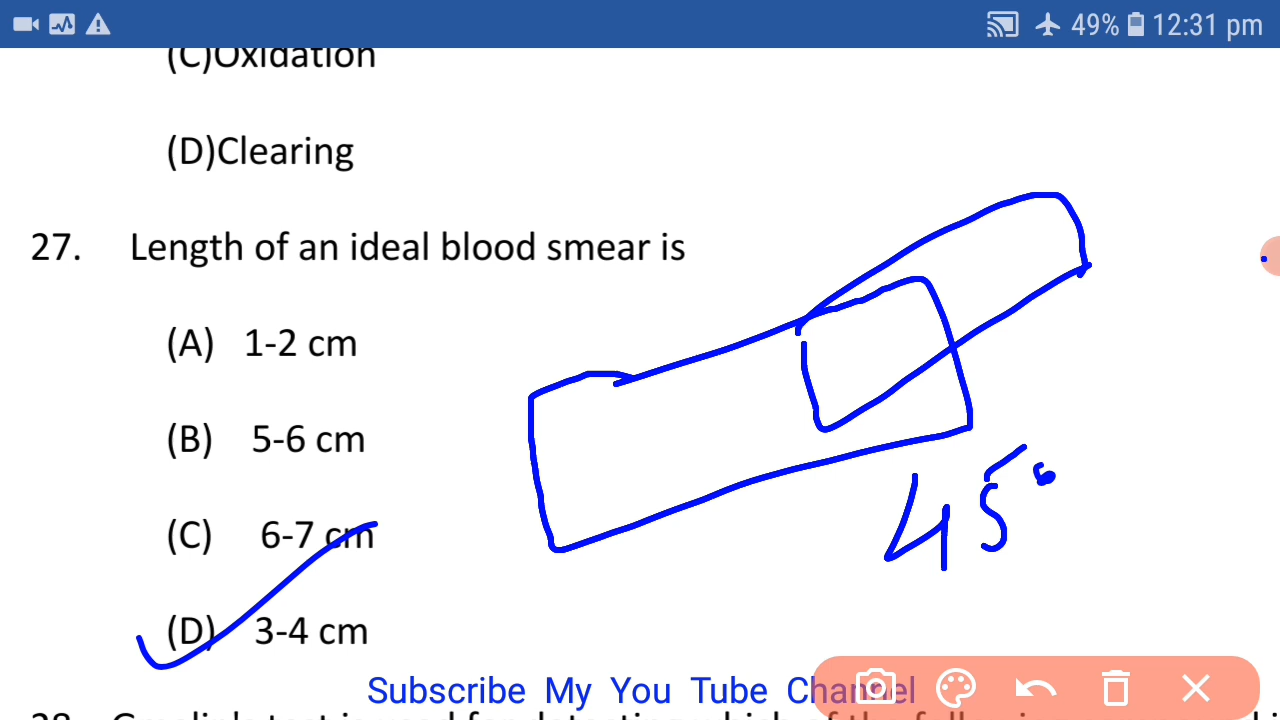 49% 12:31 pm
(C)Oxidation
(D)Clearing
27. Length of an ideal blood smear is
(A) 1-2 cm
(B) 5-6 cm
(C) 6-7 cm
(D) 3-4 cm
45°
Subscribe My You Tube Channel